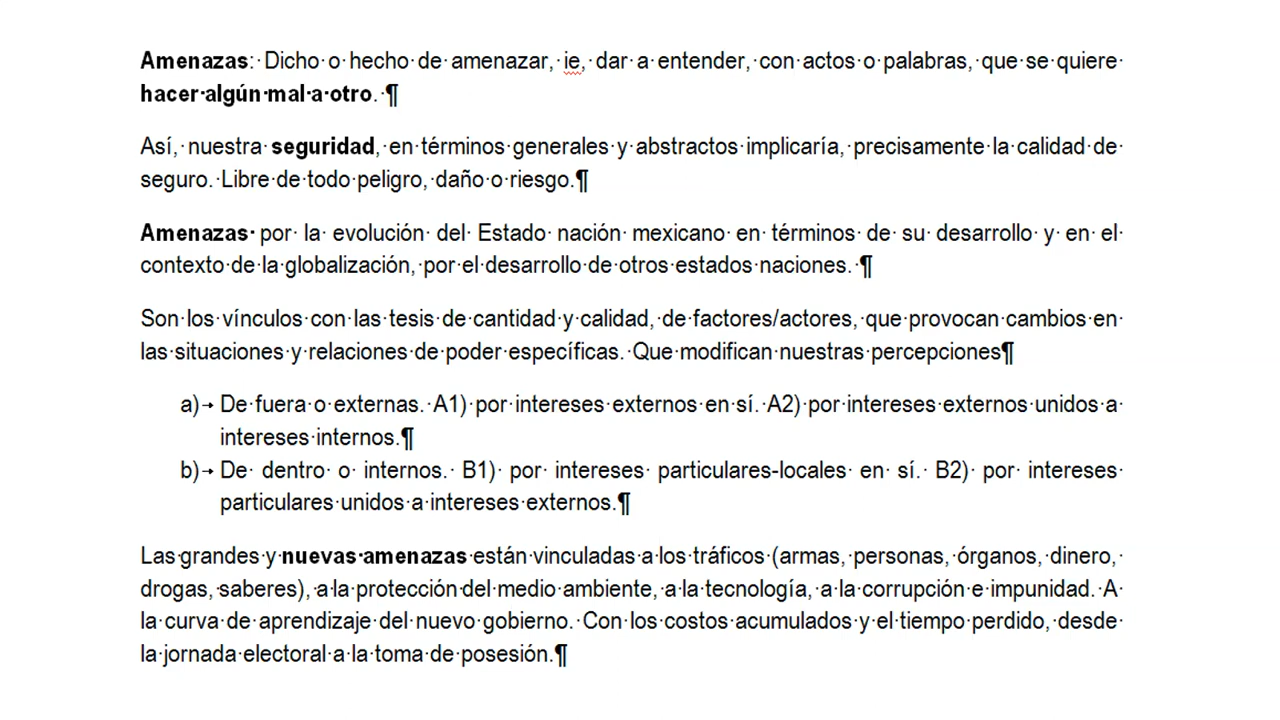 Amenazas: Dicho o hecho de amenazar, ie, dar a entender, con actos o palabras, que se quiere
hacer algún mal a otro. ¶
Así, nuestra seguridad, en términos generales y abstractos implicaría, precisamente la calidad de
seguro. Libre de todo peligro, daño o riesgo.¶
Amenazas por la evolución del Estado nación mexicano en términos de su desarrollo y en el
contexto de la globalización, por el desarrollo de otros estados naciones. ¶
Son los vínculos con las tesis de cantidad y calidad, de factores/actores, que provocan cambios en
las situaciones y relaciones de poder específicas. Que modifican nuestras percepciones¶
a)→ De fuera o externas. A1) por intereses externos en sí. A2) por intereses externos unidos a
intereses internos.¶
b)→ De dentro o internos. B1) por intereses particulares-locales en sí. B2) por intereses
particulares unidos a intereses externos.¶
Las grandes y nuevas amenazas están vinculadas a los tráficos (armas, personas, órganos, dinero,
drogas, saberes), a la protección del medio ambiente, a la tecnología, a la corrupción e impunidad. A
la curva de aprendizaje del nuevo gobierno. Con los costos acumulados y el tiempo perdido, desde
la jornada electoral a la toma de posesión.¶